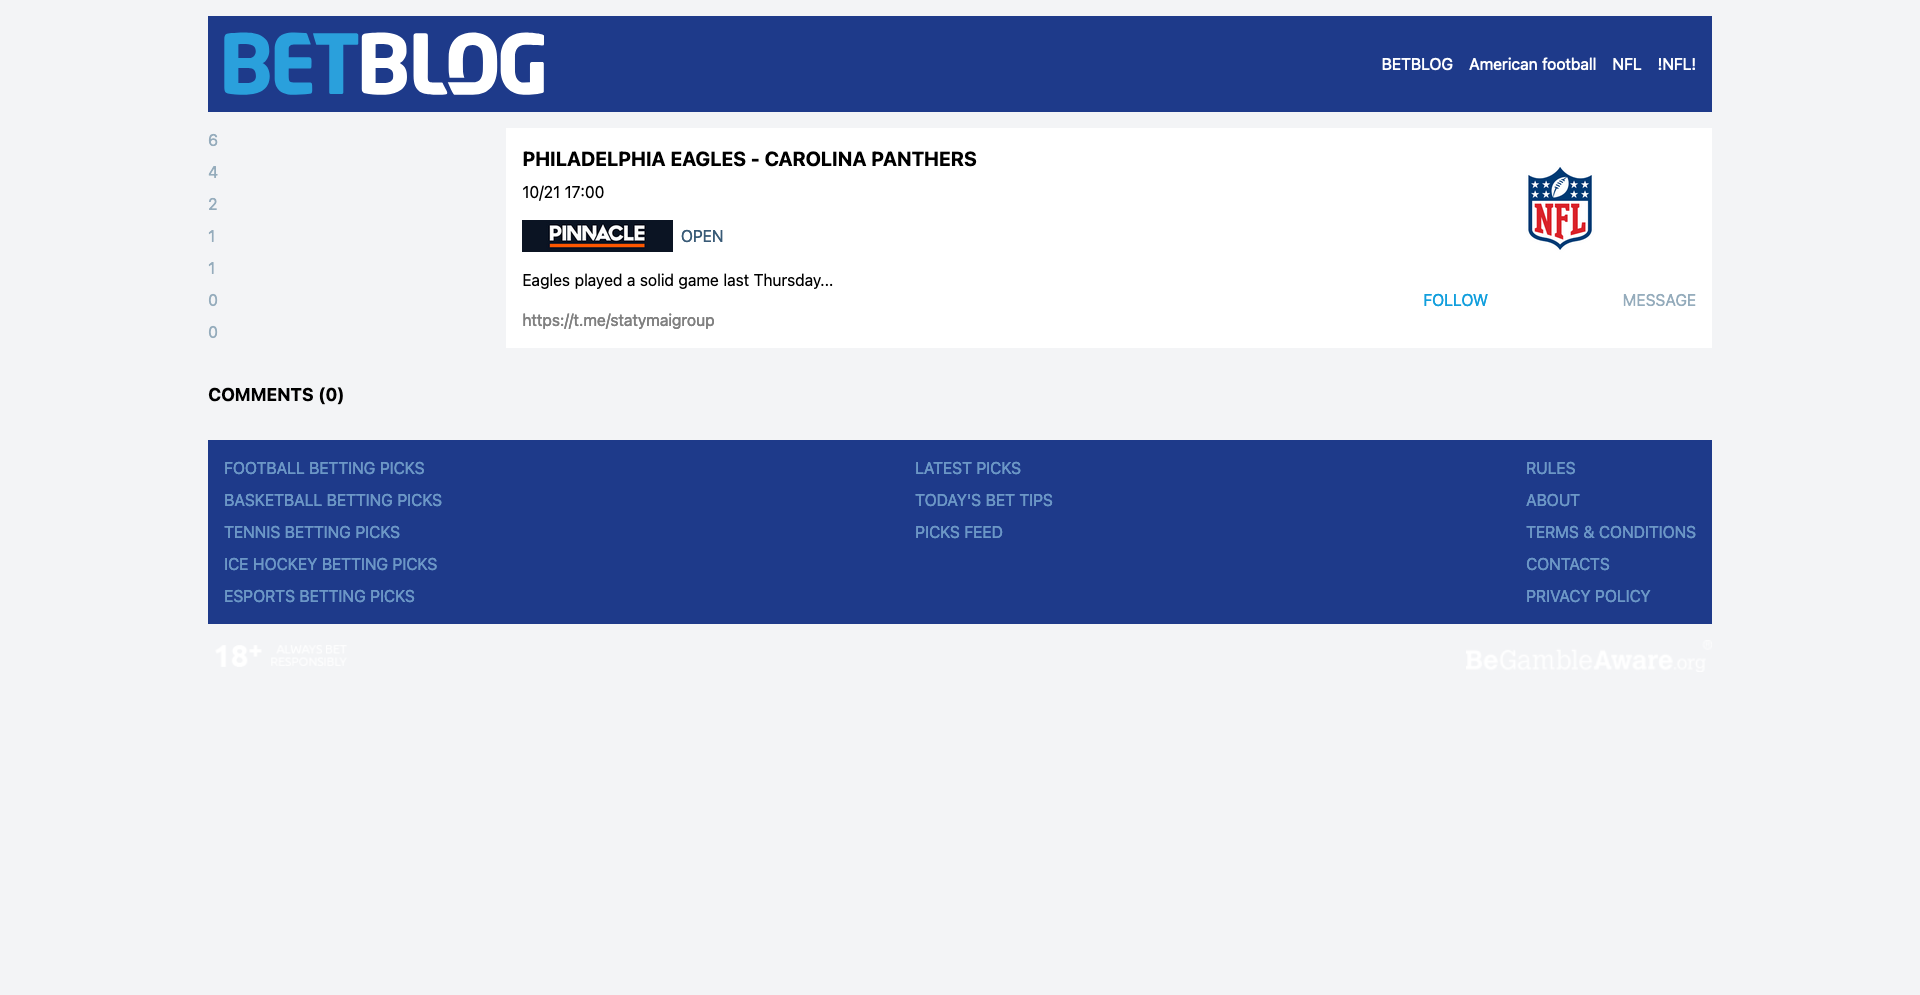 BETBLOG
BETBLOG American football NFL !NFL!
6
4
2
1
1
0
0
PHILADELPHIA EAGLES - CAROLINA PANTHERS
10/21 17:00
PINNACLE OPEN
Eagles played a solid game last Thursday...
https://t.me/statymaigroup
NFL
FOLLOW MESSAGE
COMMENTS (0)
FOOTBALL BETTING PICKS
BASKETBALL BETTING PICKS
TENNIS BETTING PICKS
ICE HOCKEY BETTING PICKS
ESPORTS BETTING PICKS
LATEST PICKS
TODAY'S BET TIPS
PICKS FEED
RULES
ABOUT
TERMS & CONDITIONS
CONTACTS
PRIVACY POLICY
18+ ALWAYS BET
RESPONSIBLY
BeGambleAware.org®